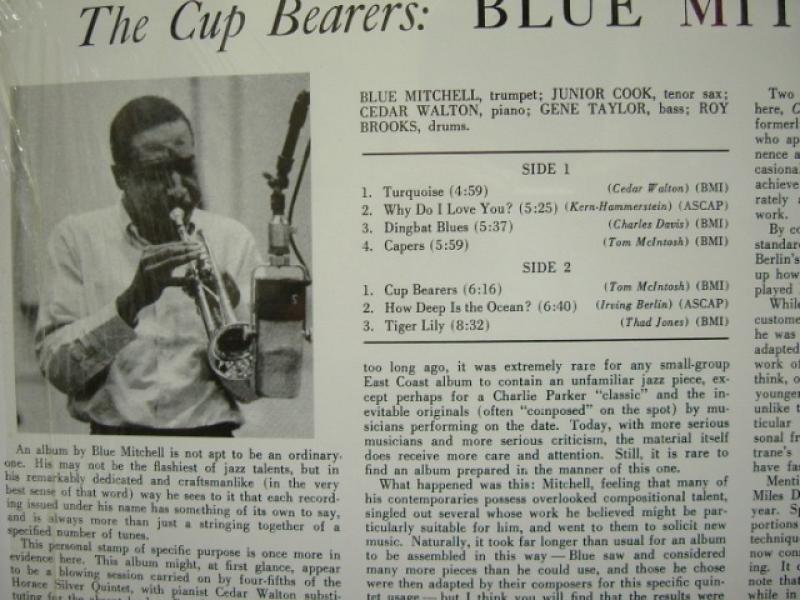 The Cup Bearers: BLUE MIT
BLUE MITCHELL, trumpet; JUNIOR COOK, tenor sax;
CEDAR WALTON, piano; GENE TAYLOR, bass; ROY
BROOKS, drums.
SIDE 1
1. Turquoise (4:59) (Cedar Walton) (BMI)
2. Why Do I Love You? (5:25) (Kern-Hammerstein) (ASCAP)
3. Dingbat Blues (5:37) (Charles Davis) (BMI)
4. Capers (5:59) (Tom McIntosh) (BMI)
SIDE 2
1. Cup Bearers (6:16) (Tom McIntosh) (BMI)
2. How Deep Is the Ocean? (6:40) (Irving Berlin) (ASCAP)
3. Tiger Lily (8:32) (Thad Jones) (BMI)
An album by Blue Mitchell is not apt to be an ordinary
one. His may not be the flashiest of jazz talents, but in
his remarkably dedicated and craftsmanlike (in the very
best sense of that word) way he sees to it that each record-
ing issued under his name has something of its own to say,
and is always more than just a stringing together of a
specified number of tunes.
This personal stamp of specific purpose is once more in
evidence here. This album might, at first glance, appear
to be a blowing session carried on by four-fifths of the
Horace Silver Quintet, with pianist Cedar Walton substi-
too long ago, it was extremely rare for any small-group
East Coast album to contain an unfamiliar jazz piece, ex-
cept perhaps for a Charlie Parker "classic" and the in-
evitable originals (often "composed" on the spot) by mu-
sicians performing on the date. Today, with more serious
musicians and more serious criticism, the material itself
does receive more care and attention. Still, it is rare to
find an album prepared in the manner of this one.
What happened was this: Mitchell, feeling that many of
his contemporaries possess overlooked compositional talent,
singled out several whose work he believed might be par-
ticularly suitable for him, and went to them to solicit new
music. Naturally, it took far longer than usual for an album
to be assembled in this way — Blue saw and considered
many more pieces than he could use, and those he chose
were then adapted by their composers for this specific quin-
tet usage — but I think you will find that the results were
Two
here,
formerl
who ap
nence a
casiona
achieve
rately
work.
By co
standar
Berlin's
up how
played
While
custome
he was
adapted
work of
think, o
younger
unlike t
ticular
sonal fr
trane's
have fa
Menti
Miles D
year. Sp
portions
technique
now cons
ing. It
note that
while in